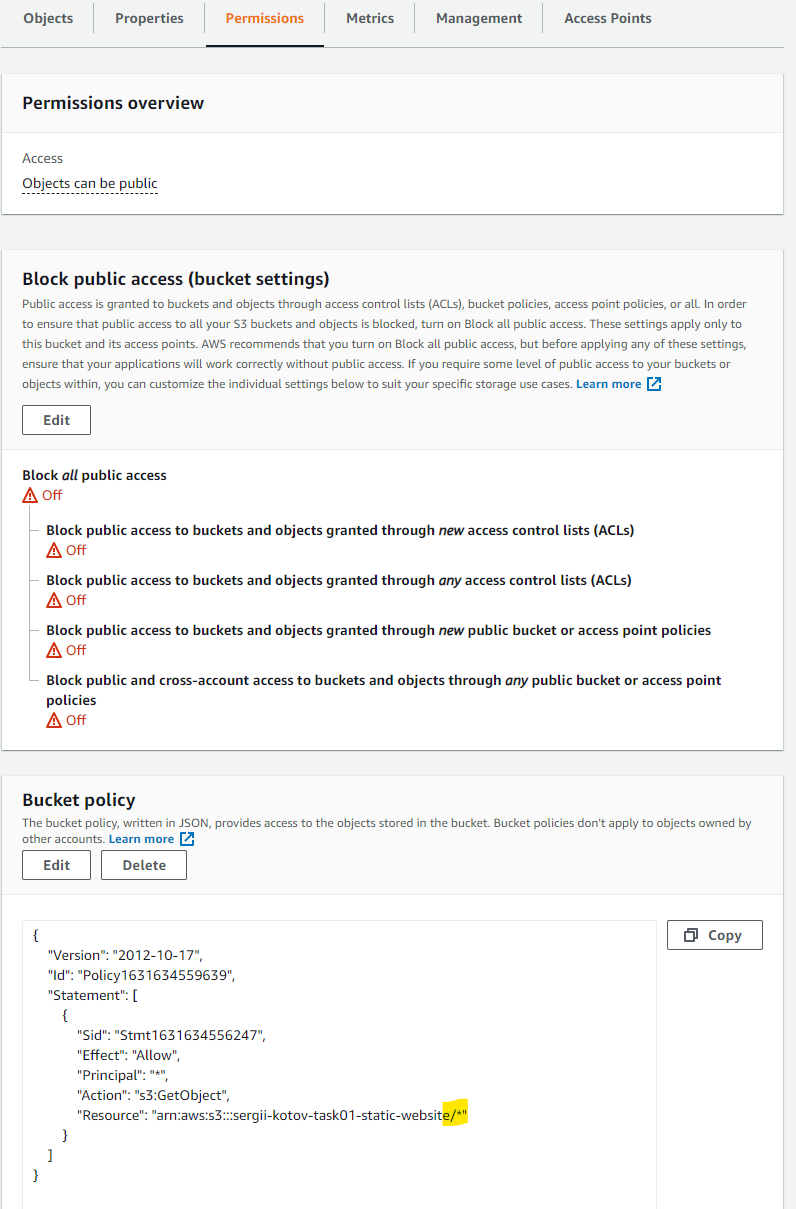 Objects
Properties
Permissions
Metrics
Management
Access Points
Permissions overview
Access
Objects can be public
Block public access (bucket settings)
Public access is granted to buckets and objects through access control lists (ACLs), bucket policies, access point policies, or all. In order
to ensure that public access to all your S3 buckets and objects is blocked, turn on Block all public access. These settings apply only to
this bucket and its access points. AWS recommends that you turn on Block all public access, but before applying any of these settings,
ensure that your applications will work correctly without public access. If you require some level of public access to your buckets or
objects within, you can customize the individual settings below to suit your specific storage use cases. Learn more
Edit
Block all public access
Off
Block public access to buckets and objects granted through new access control lists (ACLs)
Off
Block public access to buckets and objects granted through any access control lists (ACLs)
Off
Block public access to buckets and objects granted through new public bucket or access point policies
Off
Block public and cross-account access to buckets and objects through any public bucket or access point
policies
Off
Bucket policy
The bucket policy, written in JSON, provides access to the objects stored in the bucket. Bucket policies don't apply to objects owned by
other accounts. Learn more
Edit
Delete
Copy
{
"Version": "2012-10-17",
"Id": "Policy1631634559639",
"Statement": [
{
"Sid": "Stmt1631634556247",
"Effect": "Allow",
"Principal": "*",
"Action": "s3:GetObject",
"Resource": "arn:aws:s3:::sergii-kotov-task01-static-website/*"
}
]
}